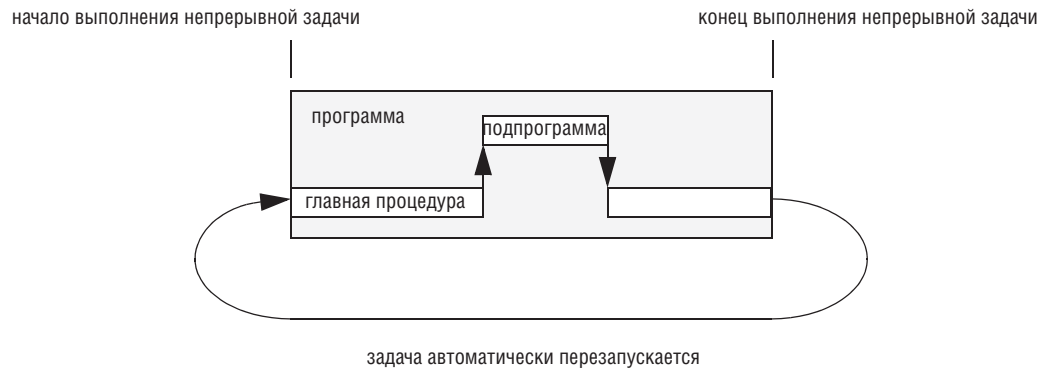 начало выполнения непрерывной задачи
конец выполнения непрерывной задачи
программа
подпрограмма
главная процедура
задача автоматически перезапускается